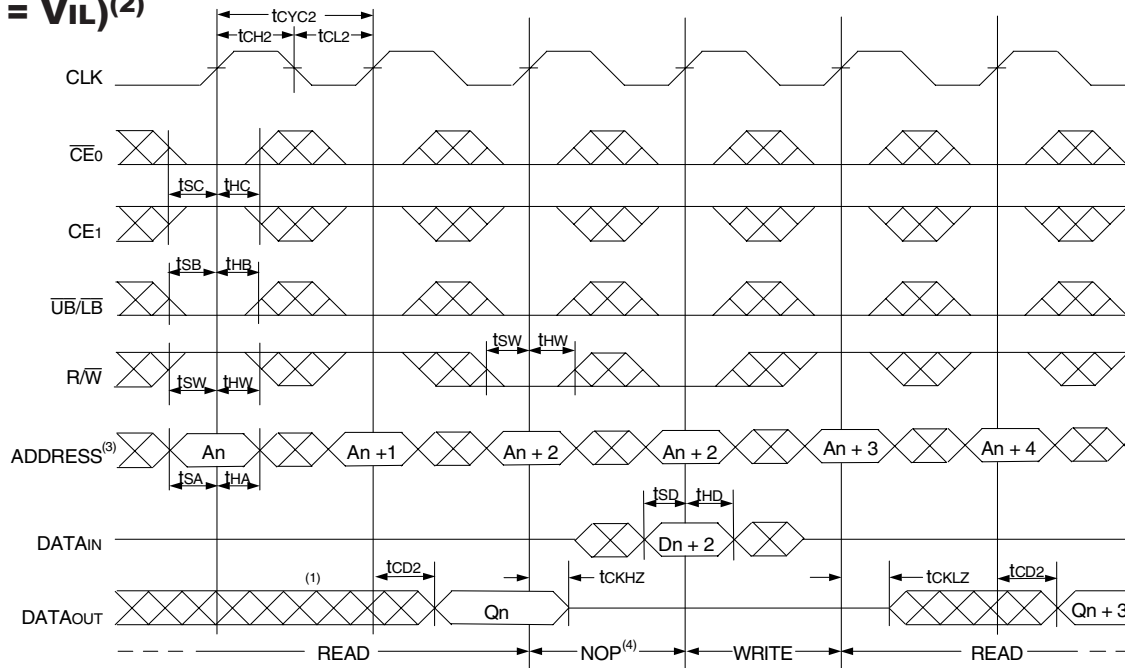 = VIL)(2)
tCYC2
tCH2 tCL2
CLK
CE0
tSC tHC
CE1
tSB tHB
UB/LB
tSW tHW
R/W
tSW tHW
ADDRESS(3) An An +1 An + 2 An + 2 An + 3 An + 4
tSA tHA
tSD tHD
DATAIN Dn + 2
(1) tCD2 tCKHZ tCKLZ tCD2
DATAOUT Qn Qn + 3
READ NOP(4) WRITE READ